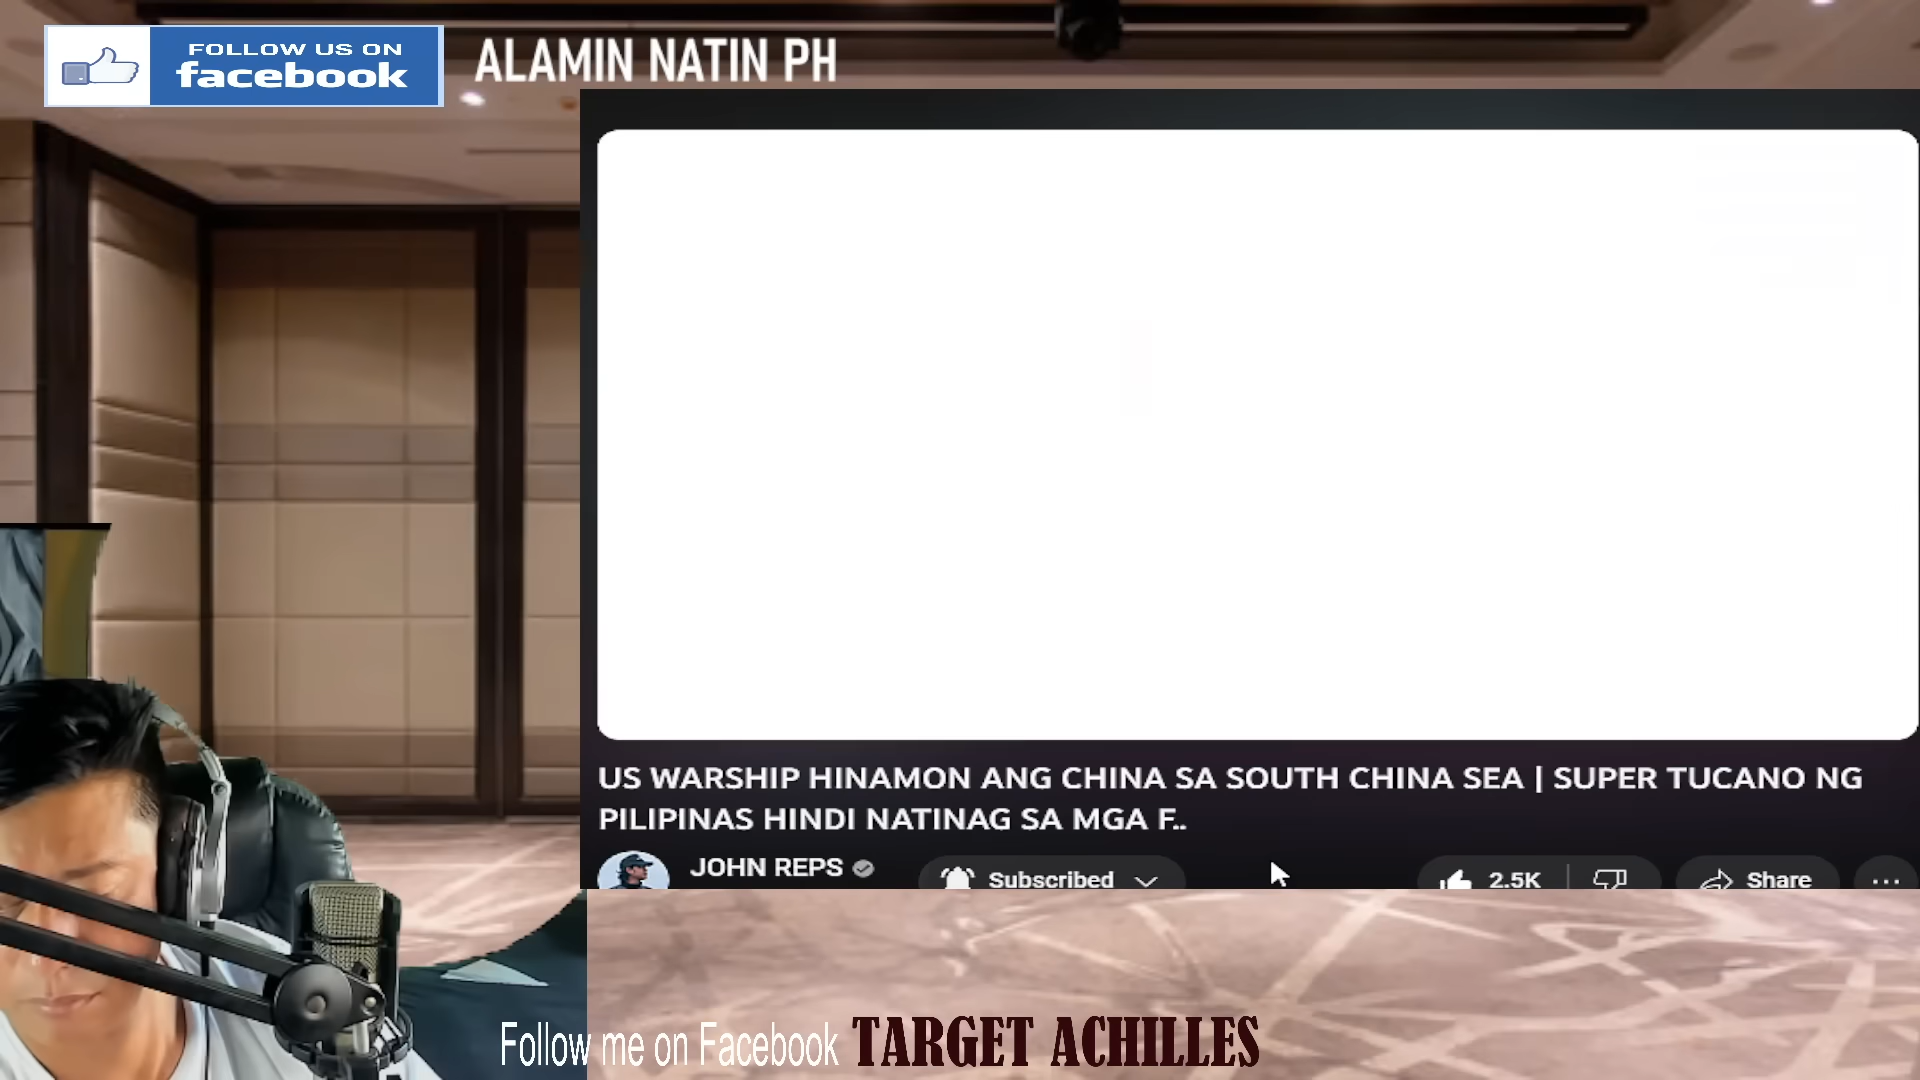 FOLLOW US ON
facebook
ALAMIN NATIN PH
US WARSHIP HINAMON ANG CHINA SA SOUTH CHINA SEA | SUPER TUCANO NG
PILIPINAS HINDI NATINAG SA MGA F..
JOHN REPS
Subscribed
2.5K
Share
Follow me on Facebook TARGET ACHILLES